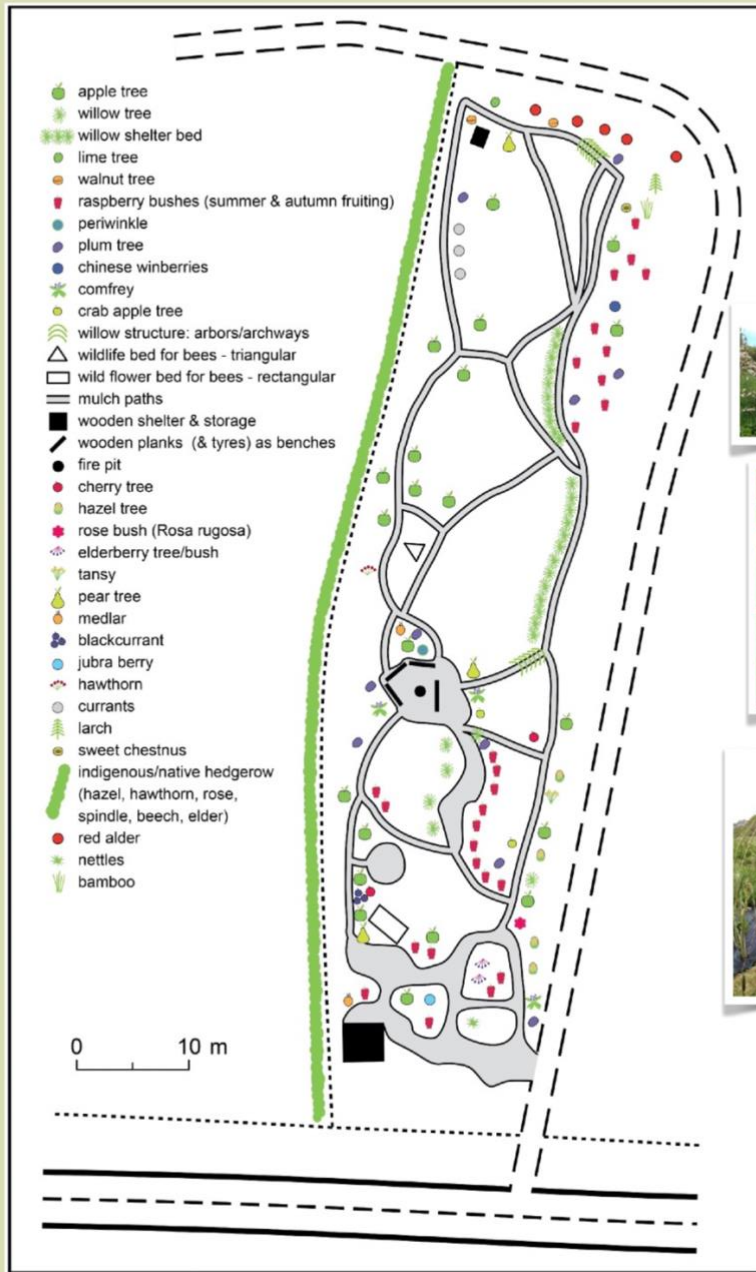 apple tree
willow tree
willow shelter bed
lime tree
walnut tree
raspberry bushes (summer & autumn fruiting)
periwinkle
plum tree
chinese winberries
comfrey
crab apple tree
willow structure: arbors/archways
wildlife bed for bees - triangular
wild flower bed for bees - rectangular
mulch paths
wooden shelter & storage
wooden planks (& tyres) as benches
fire pit
cherry tree
hazel tree
rose bush (Rosa rugosa)
elderberry tree/bush
tansy
pear tree
medlar
blackcurrant
jubra berry
hawthorn
currants
larch
sweet chestnus
indigenous/native hedgerow
(hazel, hawthorn, rose,
spindle, beech, elder)
red alder
nettles
bamboo
0 10 m